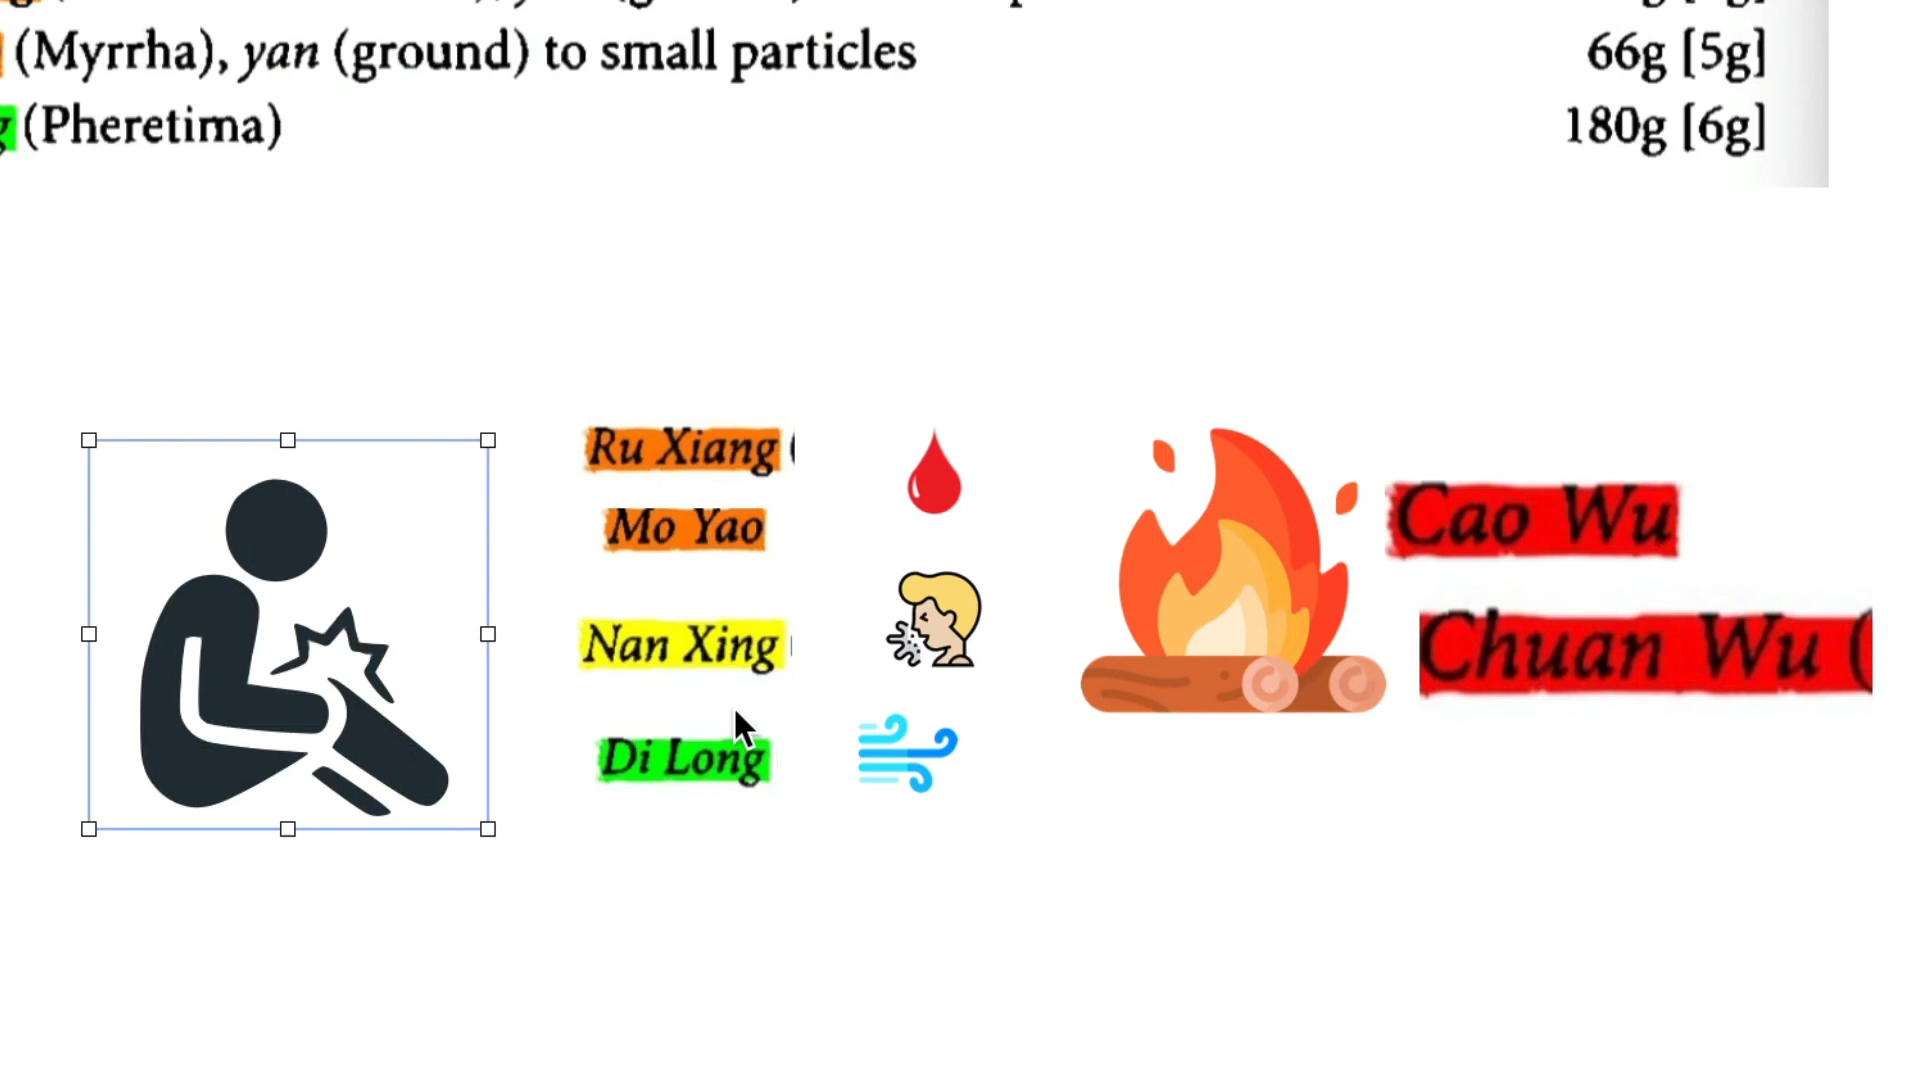 (Myrrha), yan (ground) to small particles 66g [5g]
(Pheretima) 180g [6g]
Ru Xiang (
Mo Yao
Nan Xing
Di Long
Cao Wu
Chuan Wu (